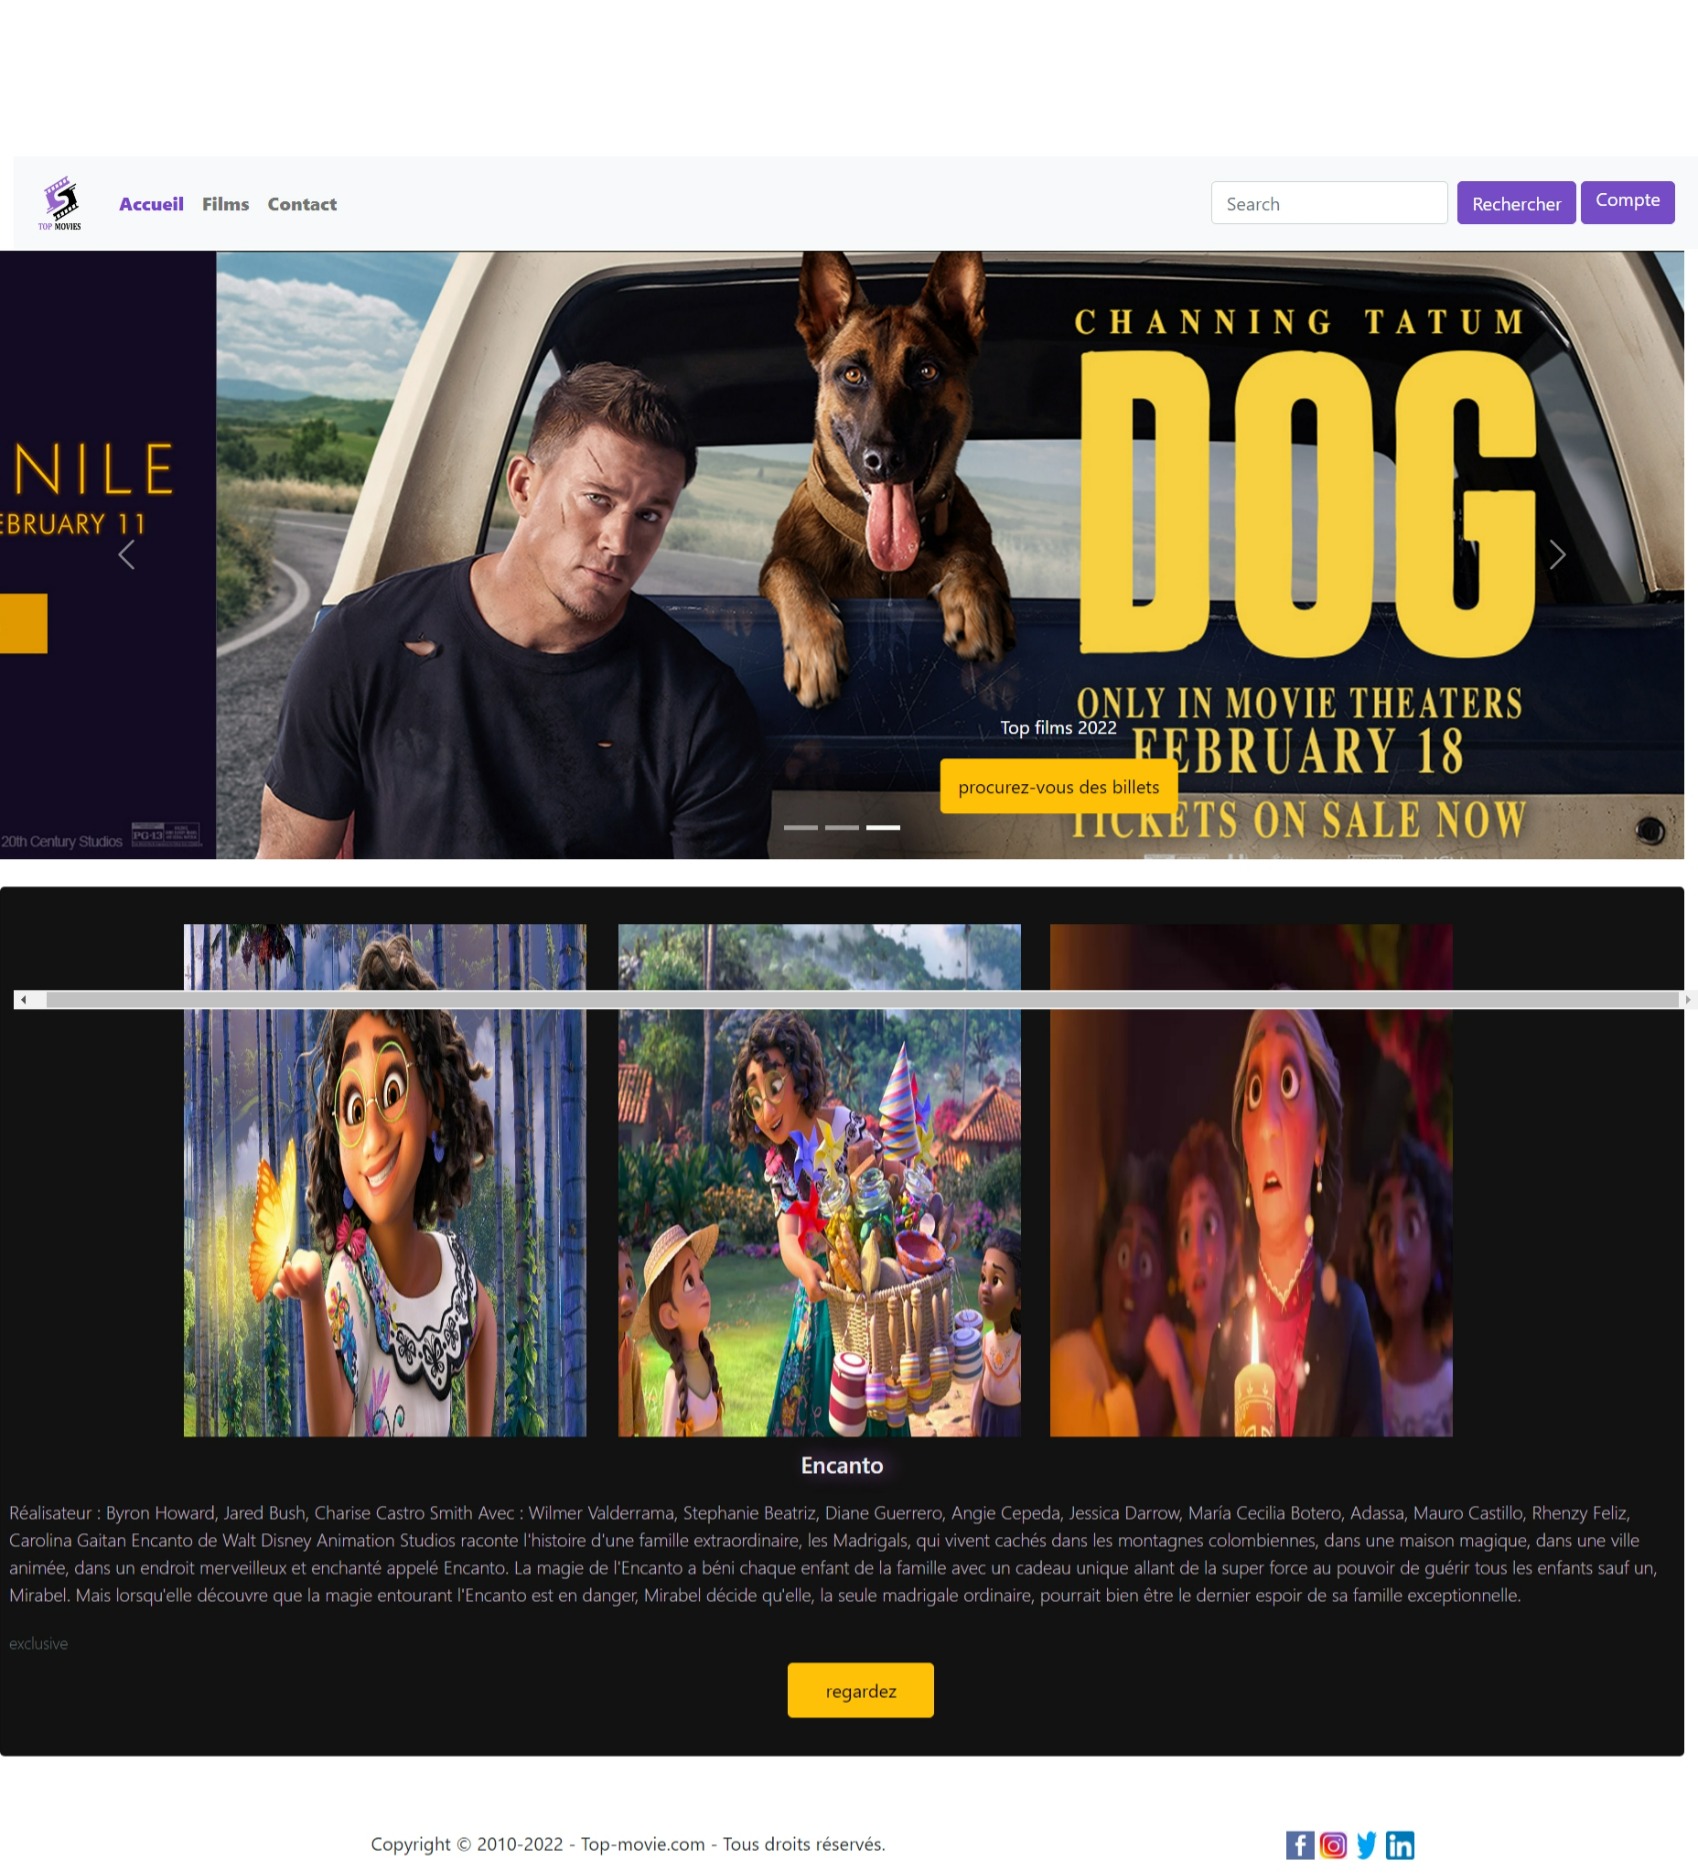 TOP MOVIES
Accueil Films Contact
Search
Rechercher
Compte
NILE
EBRUARY 11
20th Century Studios
PG-13
CHANNING TATUM
DOG
ONLY IN MOVIE THEATERS
Top films 2022
FEBRUARY 18
procurez-vous des billets
TICKETS ON SALE NOW
Encanto
Réalisateur : Byron Howard, Jared Bush, Charise Castro Smith Avec : Wilmer Valderrama, Stephanie Beatriz, Diane Guerrero, Angie Cepeda, Jessica Darrow, María Cecilia Botero, Adassa, Mauro Castillo, Rhenzy Feliz,
Carolina Gaitan Encanto de Walt Disney Animation Studios raconte l'histoire d'une famille extraordinaire, les Madrigals, qui vivent cachés dans les montagnes colombiennes, dans une maison magique, dans une ville
animée, dans un endroit merveilleux et enchanté appelé Encanto. La magie de l'Encanto a béni chaque enfant de la famille avec un cadeau unique allant de la super force au pouvoir de guérir tous les enfants sauf un,
Mirabel. Mais lorsqu'elle découvre que la magie entourant l'Encanto est en danger, Mirabel décide qu'elle, la seule madrigale ordinaire, pourrait bien être le dernier espoir de sa famille exceptionnelle.
exclusive
regardez
Copyright © 2010-2022 - Top-movie.com - Tous droits réservés.